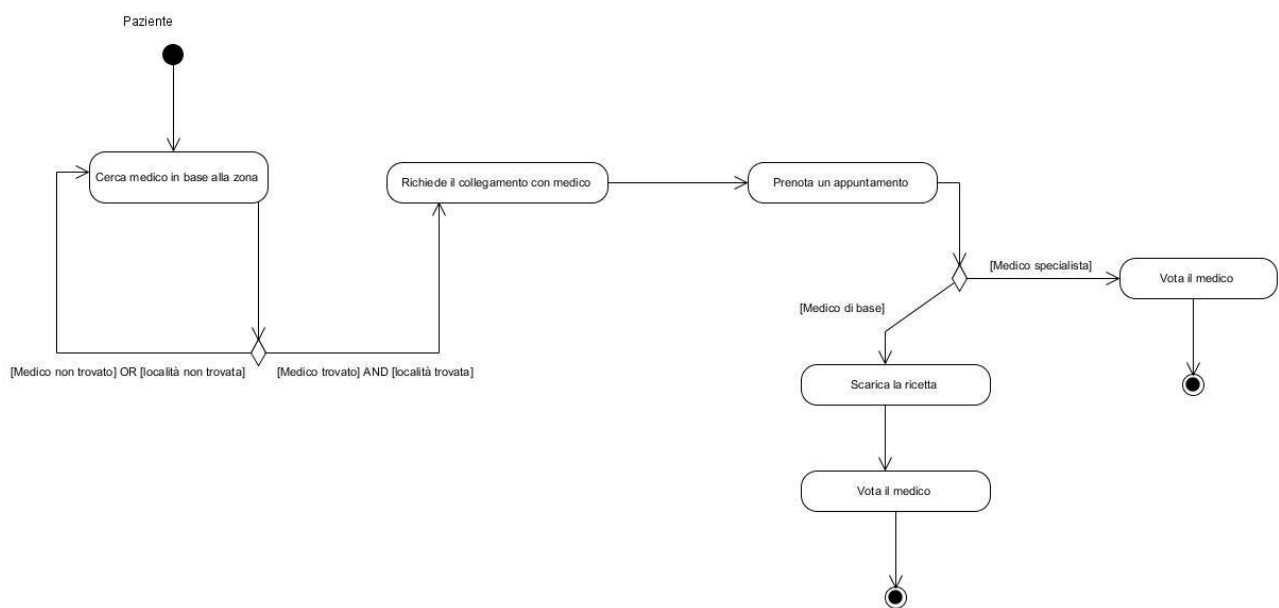 Paziente
Cerca medico in base alla zona
Richiede il collegamento con medico
Prenota un appuntamento
[Medico specialista]
Vota il medico
[Medico di base]
[Medico non trovato] OR [località non trovata]
[Medico trovato] AND [località trovata]
Scarica la ricetta
Vota il medico